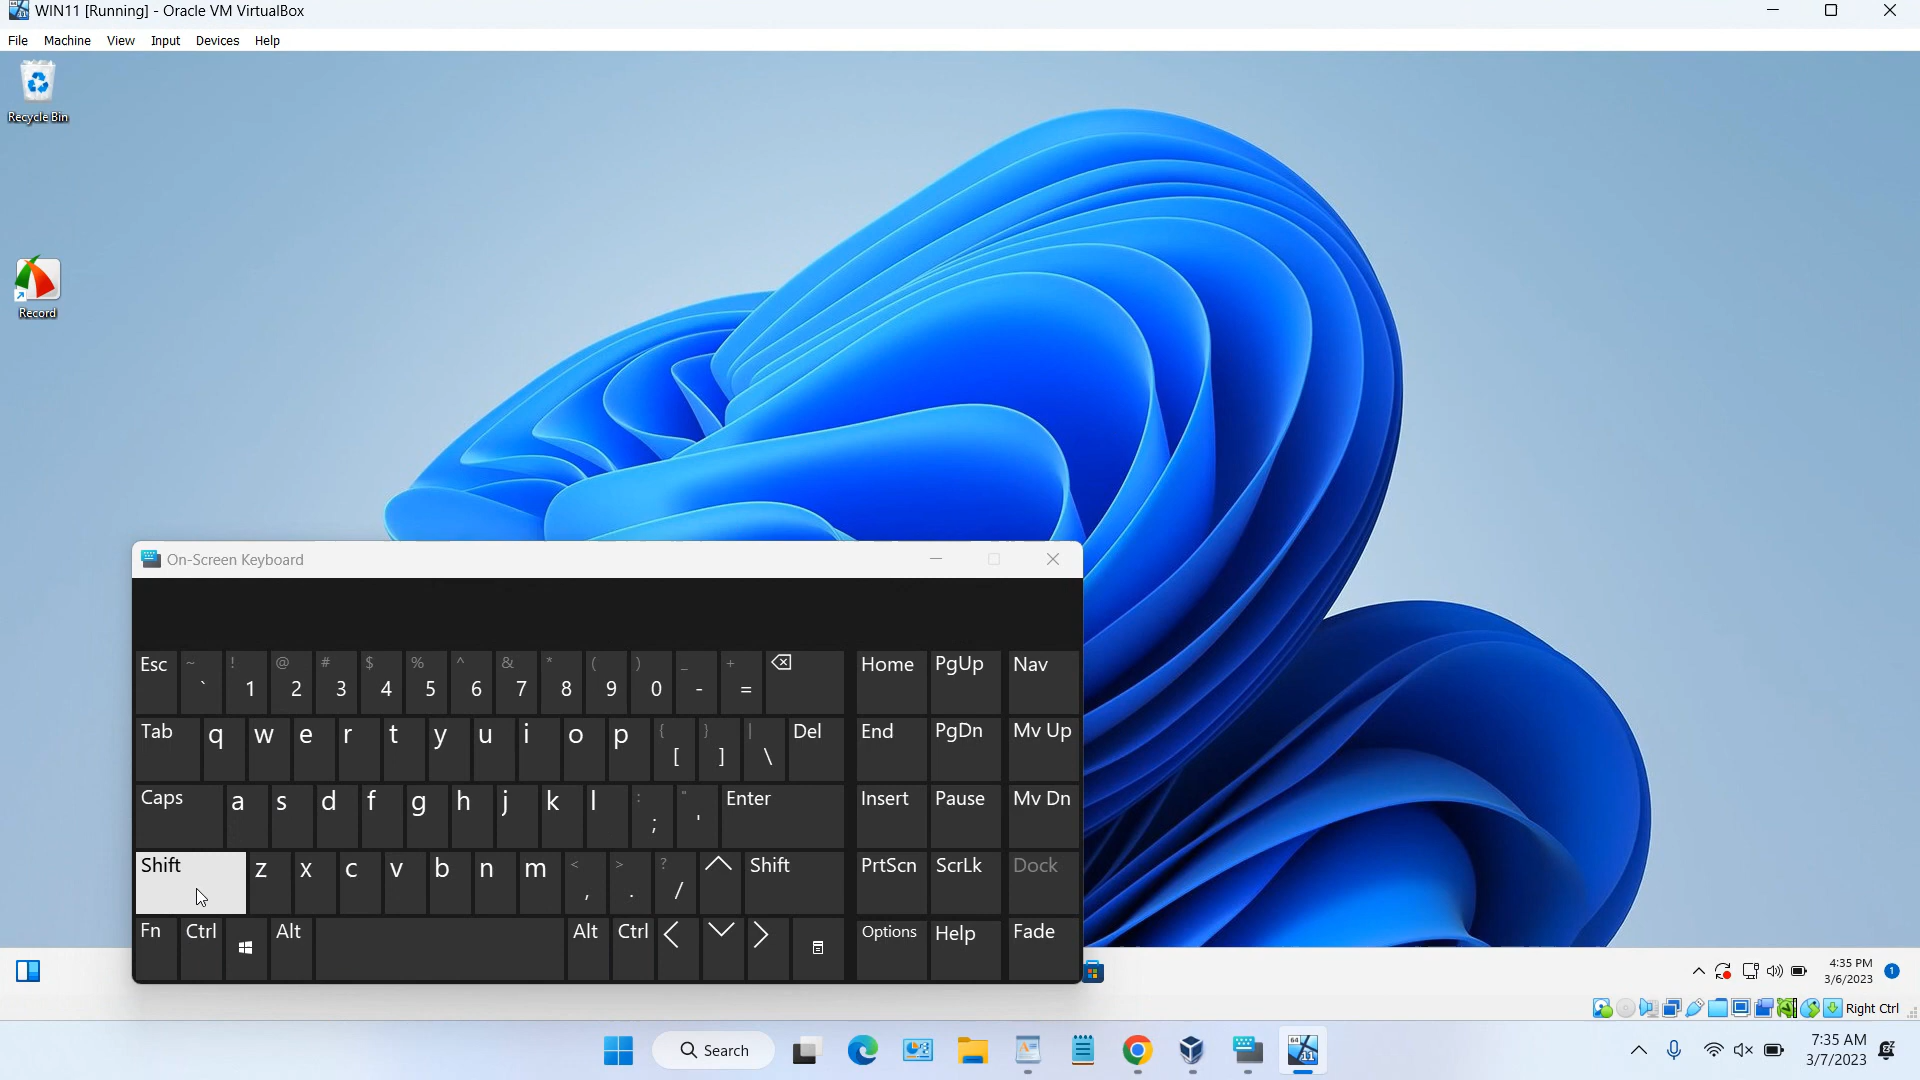 WIN11 [Running] - Oracle VM VirtualBox
File Machine View Input Devices Help
Recycle Bin
Record
On-Screen Keyboard
Esc ~ ` ! 1 @ 2 # 3 $ 4 % 5 ^ 6 & 7 * 8 ( 9 ) 0 _ - + = Home PgUp Nav
Tab q w e r t y u i o p { [ } ] | \ Del End PgDn Mv Up
Caps a s d f g h j k l : ; " ' Enter Insert Pause Mv Dn
Shift z x c v b n m < , > . ? / Shift PrtScn ScrLk Dock
Fn Ctrl Alt Alt Ctrl Options Help Fade
4:35 PM
3/6/2023
1
Right Ctrl
Search
64
11
7:35 AM
3/7/2023